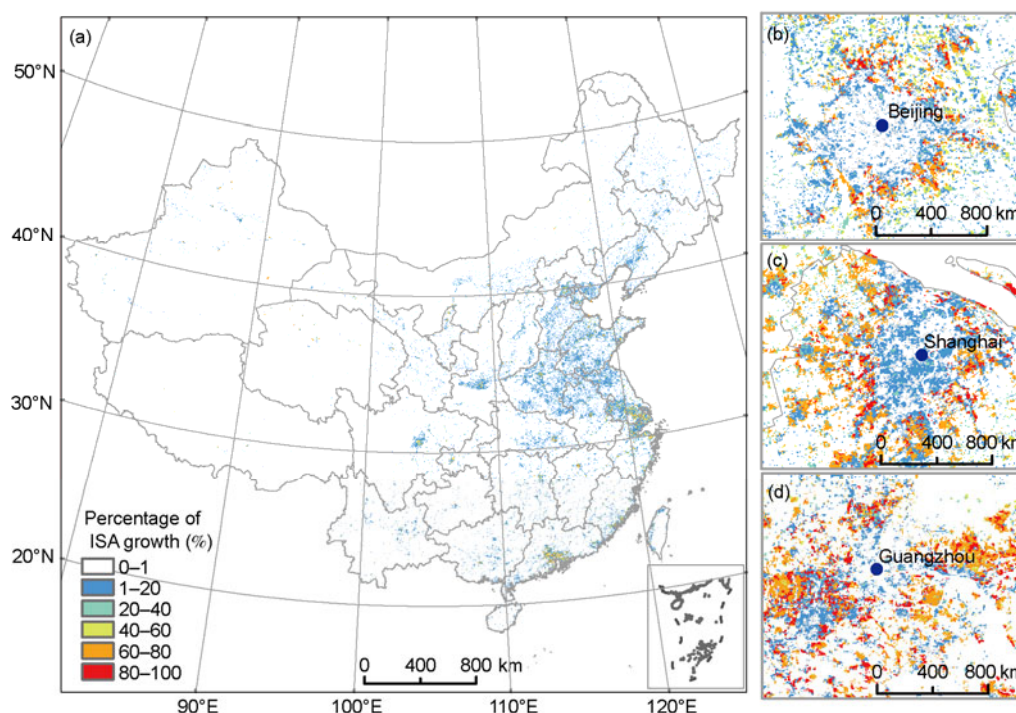 (a)
50°N
40°N
30°N
20°N
90°E
100°E
110°E
120°E
Percentage of
ISA growth (%)
0–1
1–20
20–40
40–60
60–80
80–100
0 400 800 km
(b)
Beijing
0 400 800 km
(c)
Shanghai
0 400 800 km
(d)
Guangzhou
0 400 800 km